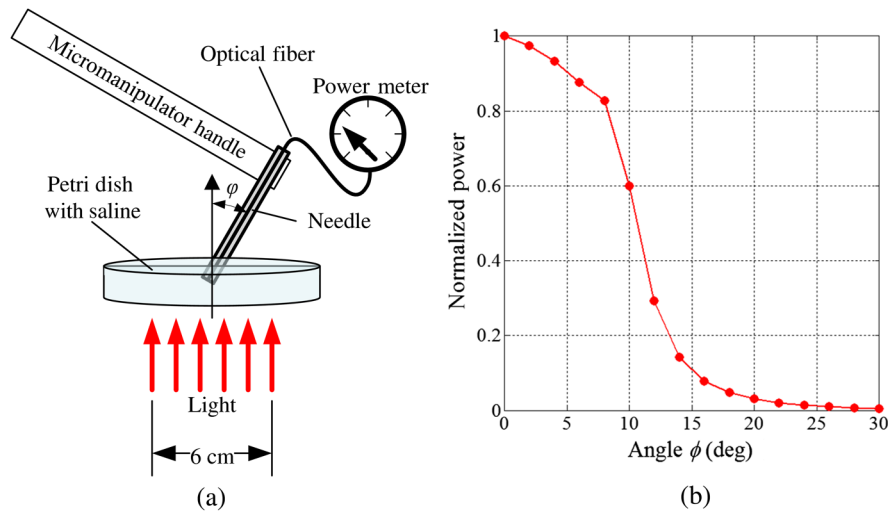 Micromanipulator handle
Optical fiber
Power meter
Petri dish
with saline
φ
Needle
Light
6 cm
(a)
Normalized power
1
0.8
0.6
0.4
0.2
0
0 5 10 15 20 25 30
Angle ϕ (deg)
(b)